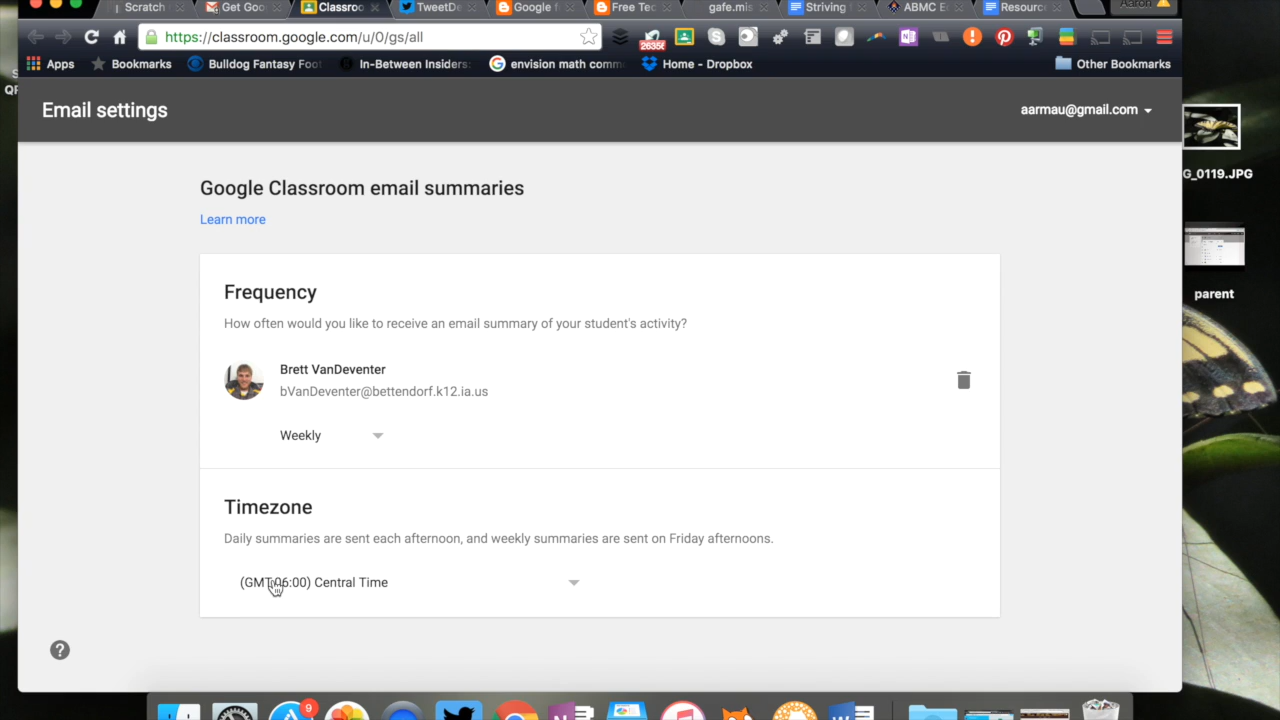 Scratch
Get Goo
Classroo
TweetDe
Google f
Free Tec
gafe.mis
Striving
ABMC E
Resourc
Aaron
https://classroom.google.com/u/0/gs/all
2635
Apps
Bookmarks
Bulldog Fantasy Foot
In-Between Insiders:
envision math comm
Home - Dropbox
Other Bookmarks
Email settings
aarmau@gmail.com
G_0119.JPG
Google Classroom email summaries
Learn more
parent
Frequency
How often would you like to receive an email summary of your student's activity?
Brett VanDeventer
bVanDeventer@bettendorf.k12.ia.us
Weekly
Timezone
Daily summaries are sent each afternoon, and weekly summaries are sent on Friday afternoons.
(GMT-06:00) Central Time
?
9